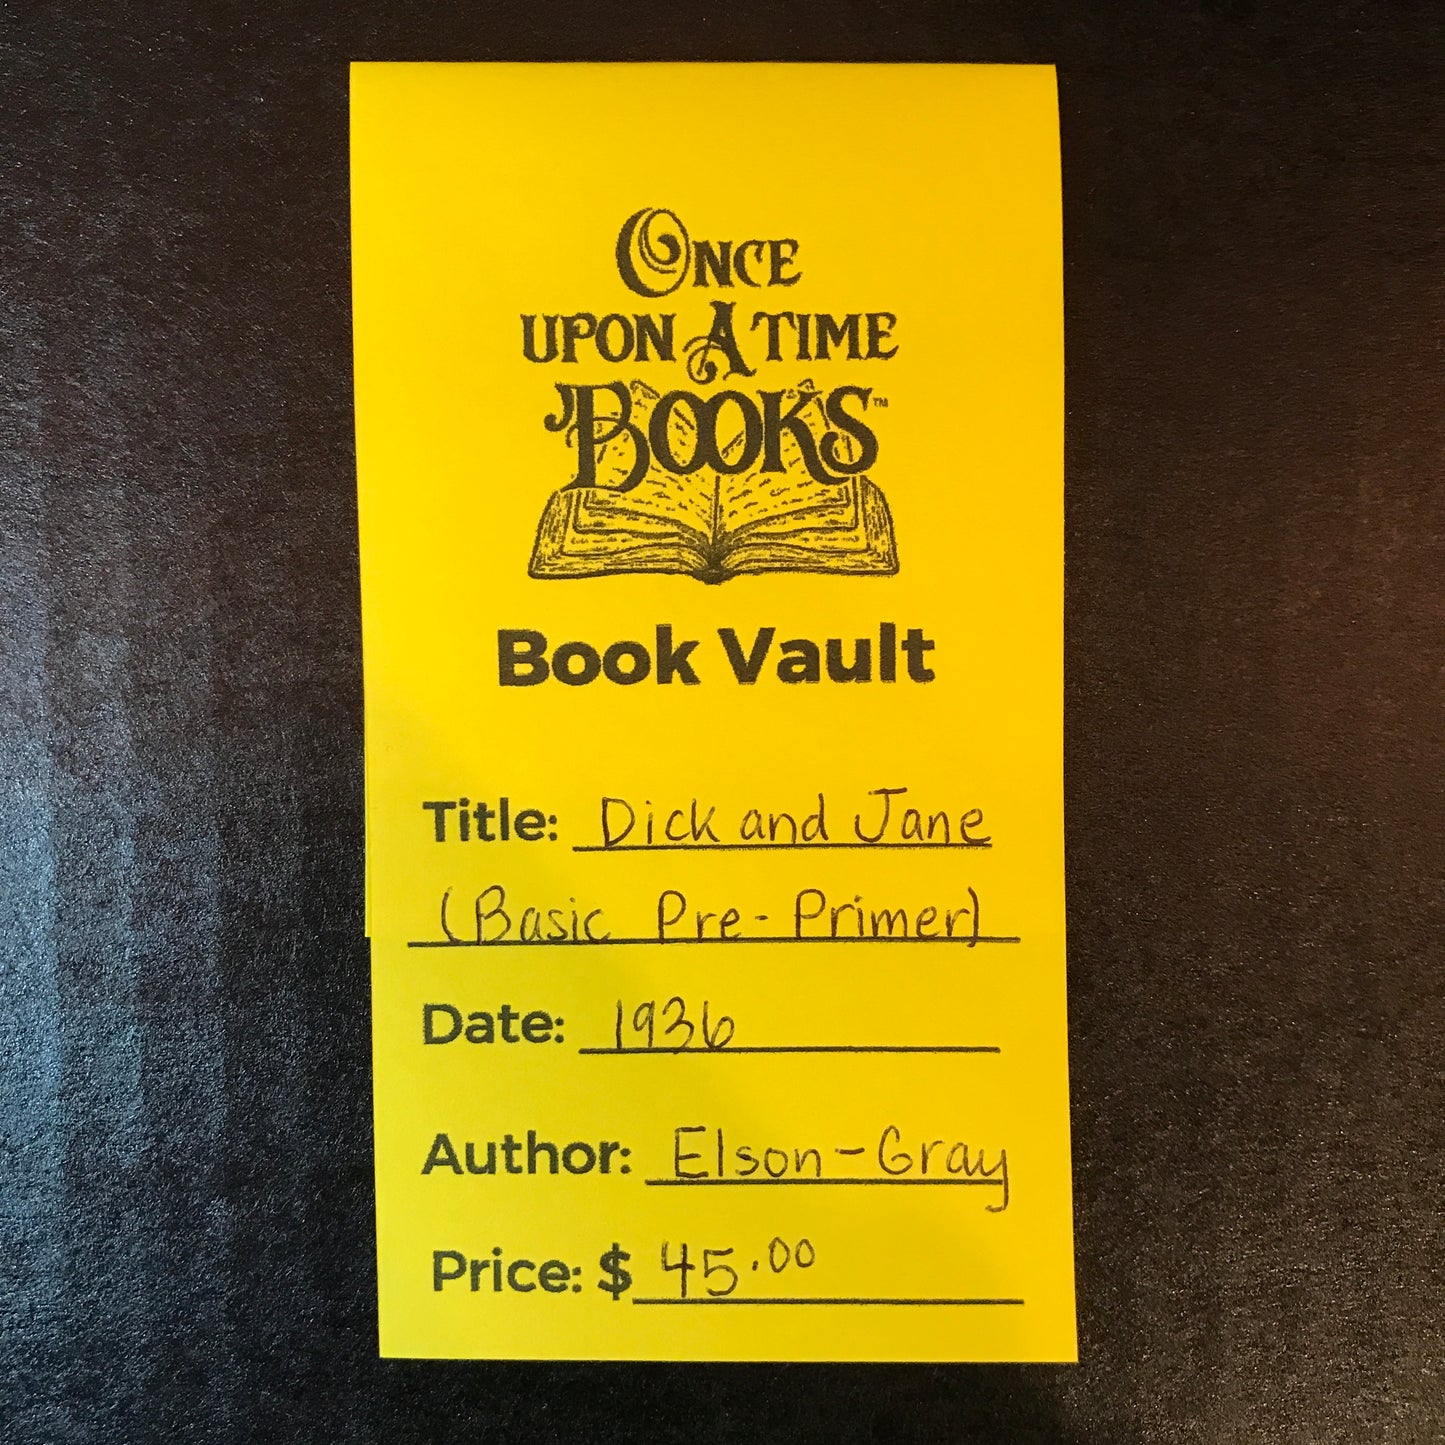 ONCE
UPON A TIME
BOOKS™
Book Vault
Title: Dick and Jane
(Basic Pre-Primer)
Date: 1936
Author: Elson-Gray
Price: $ 45.00